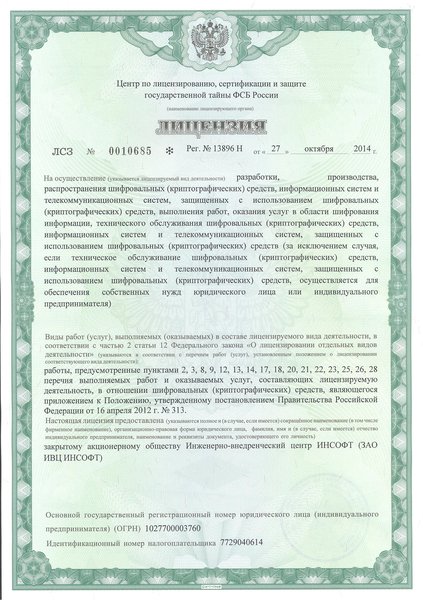 Центр по лицензированию, сертификации и защите
государственной тайны ФСБ России
(наименование лицензирующего органа)
ЛИЦЕНЗИЯ
ЛСЗ № 0010685 * Рег. № 13896 Н от « 27 » октября 2014 г.
На осуществление (указывается лицензируемый вид деятельности) разработки, производства,
распространения шифровальных (криптографических) средств, информационных систем и
телекоммуникационных систем, защищенных с использованием шифровальных
(криптографических) средств, выполнения работ, оказания услуг в области шифрования
информации, технического обслуживания шифровальных (криптографических) средств,
информационных систем и телекоммуникационных систем, защищенных с
использованием шифровальных (криптографических) средств (за исключением случая,
если техническое обслуживание шифровальных (криптографических) средств,
информационных систем и телекоммуникационных систем, защищенных с
использованием шифровальных (криптографических) средств, осуществляется для
обеспечения собственных нужд юридического лица или индивидуального
предпринимателя)
Виды работ (услуг), выполняемых (оказываемых) в составе лицензируемого вида деятельности, в
соответствии с частью 2 статьи 12 Федерального закона «О лицензировании отдельных видов
деятельности» (указываются в соответствии с перечнем работ (услуг), установленным положением о лицензировании
соответствующего вида деятельности):
работы, предусмотренные пунктами 2, 3, 8, 9, 12, 13, 14, 17, 18, 20, 21, 22, 23, 25, 26, 28
перечня выполняемых работ и оказываемых услуг, составляющих лицензируемую
деятельность, в отношении шифровальных (криптографических) средств, являющегося
приложением к Положению, утвержденному постановлением Правительства Российской
Федерации от 16 апреля 2012 г. № 313.
Настоящая лицензия предоставлена (указываются полное и (в случае, если имеется) сокращённое наименование (в том числе
фирменное наименование), организационно-правовая форма юридического лица, фамилия, имя и (в случае, если имеется) отчество
индивидуального предпринимателя, наименование и реквизиты документа, удостоверяющего его личность)
закрытому акционерному обществу Инженерно-внедренческий центр ИНСОФТ (ЗАО
ИВЦ ИНСОФТ)
Основной государственный регистрационный номер юридического лица (индивидуального
предпринимателя) (ОГРН) 1027700003760
Идентификационный номер налогоплательщика 7729040614